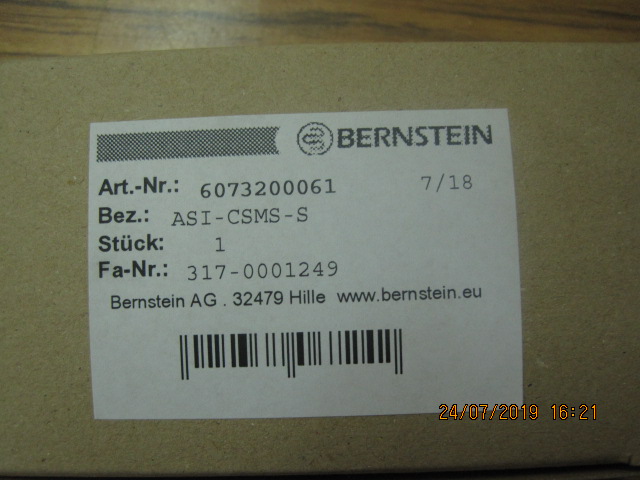 BERNSTEIN
Art.-Nr.: 6073200061 7/18
Bez.: ASI-CSMS-S
Stück: 1
Fa-Nr.: 317-0001249
Bernstein AG . 32479 Hille www.bernstein.eu
24/07/2019 16:21